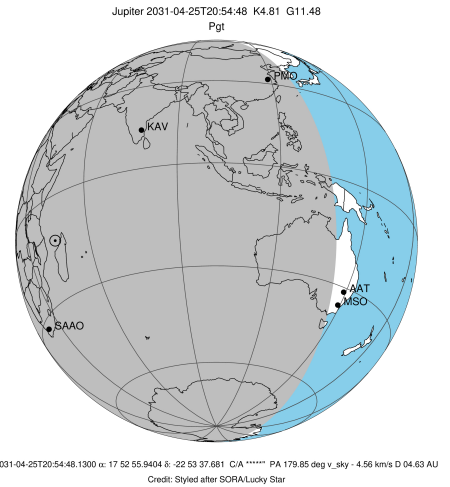 Jupiter 2031-04-25T20:54:48 K4.81 G11.48
Pgt
PMO
KAV
AAT
MSO
SAAO
031-04-25T20:54:48.1300 α: 17 52 55.9404 δ: -22 53 37.681 C/A *****" PA 179.85 deg v_sky - 4.56 km/s D 04.63 AU
Credit: Styled after SORA/Lucky Star